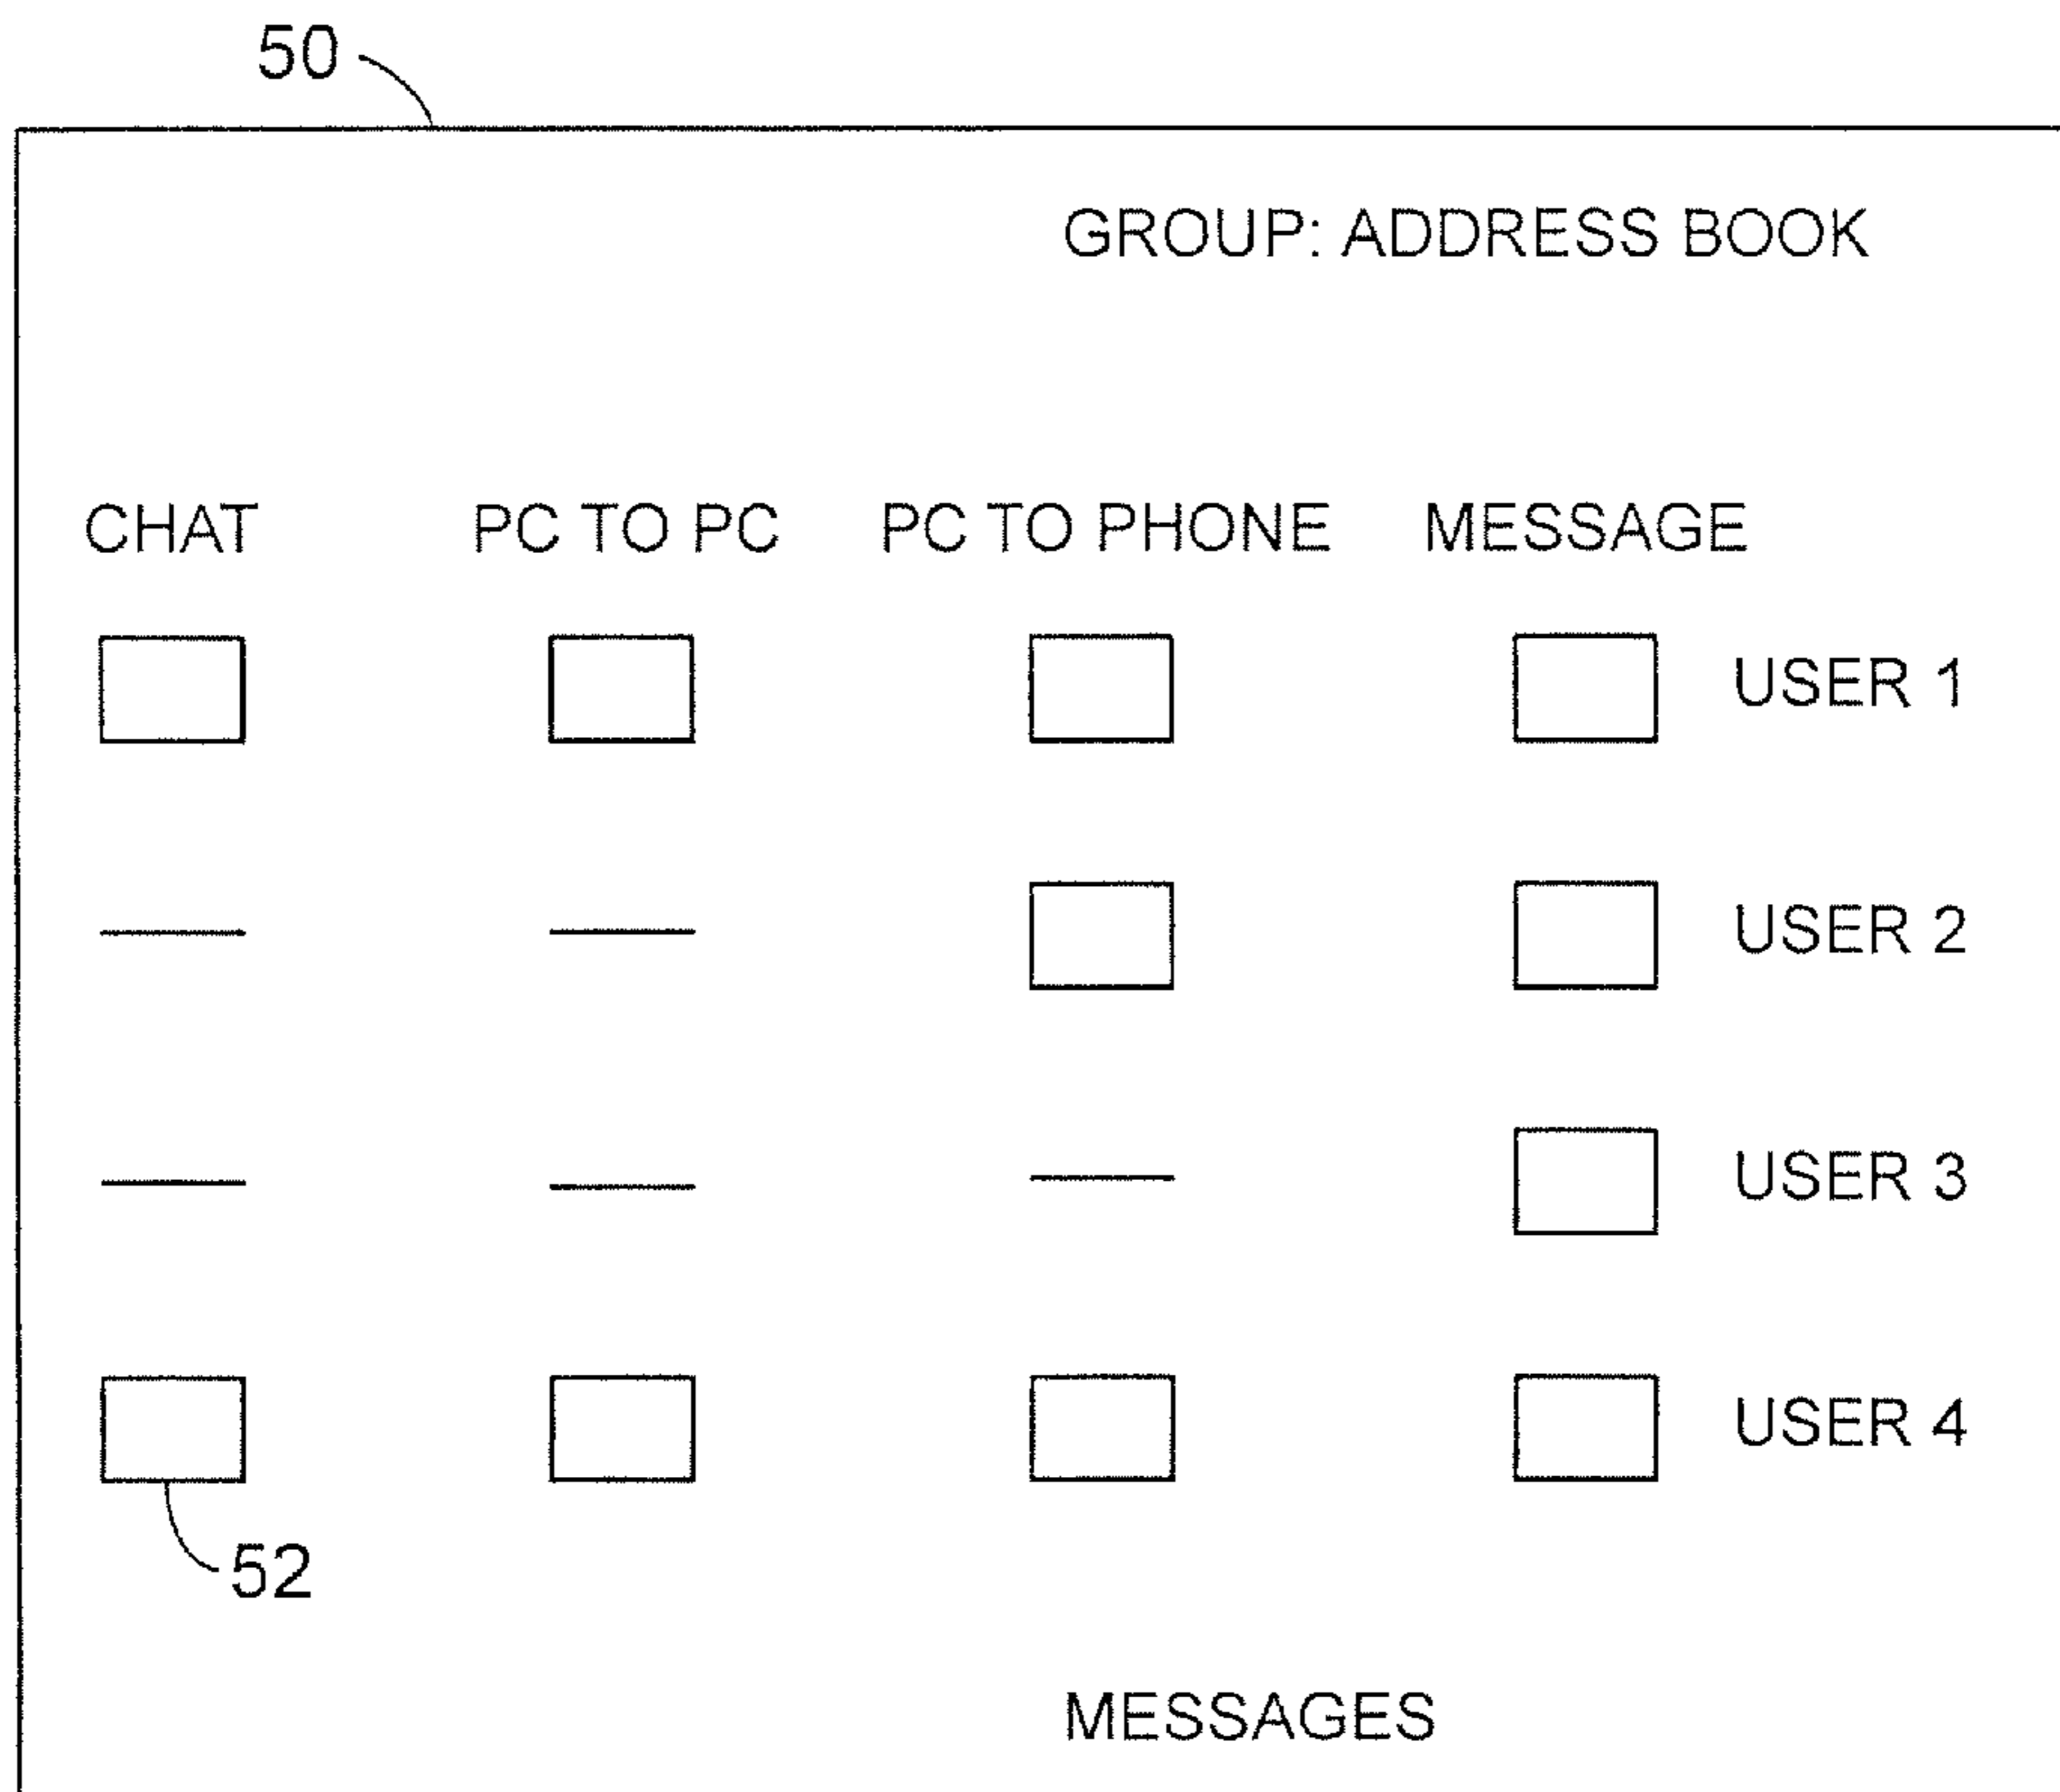 50
GROUP: ADDRESS BOOK
CHAT PC TO PC PC TO PHONE MESSAGE
USER 1
USER 2
USER 3
USER 4
52
MESSAGES